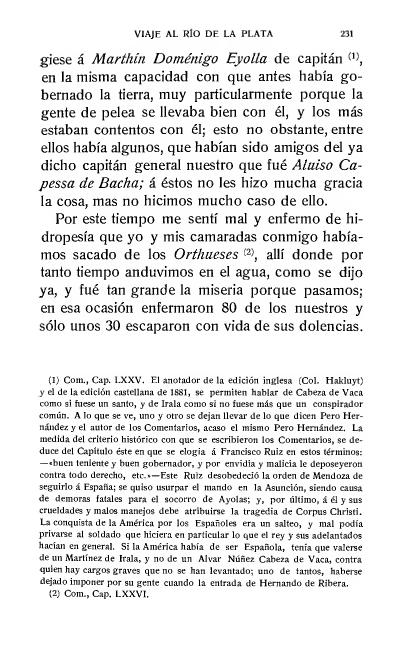 VIAJE AL RÍO DE LA PLATA 231
giese á Marthín Doménigo Eyolla de capitán (1),
en la misma capacidad con que antes había go-
bernado la tierra, muy particularmente porque la
gente de pelea se llevaba bien con él, y los más
estaban contentos con él; esto no obstante, entre
ellos había algunos, que habían sido amigos del ya
dicho capitán general nuestro que fué Aluiso Ca-
pessa de Bacha; á éstos no les hizo mucha gracia
la cosa, mas no hicimos mucho caso de ello.
Por este tiempo me sentí mal y enfermo de hi-
dropesía que yo y mis camaradas conmigo había-
mos sacado de los Orthueses (2), allí donde por
tanto tiempo anduvimos en el agua, como se dijo
ya, y fué tan grande la miseria porque pasamos;
en esa ocasión enfermaron 80 de los nuestros y
sólo unos 30 escaparon con vida de sus dolencias.
(1) Com., Cap. LXXV. El anotador de la edición inglesa (Col. Hakluyt)
y el de la edición castellana de 1881, se permiten hablar de Cabeza de Vaca
como si fuese un santo, y de Irala como si no fuese más que un conspirador
común. A lo que se ve, uno y otro se dejan llevar de lo que dicen Pero Her-
nández y el autor de los Comentarios, acaso el mismo Pero Hernández. La
medida del criterio histórico con que se escribieron los Comentarios, se de-
duce del Capítulo éste en que se elogia á Francisco Ruiz en estos términos:
—«buen teniente y buen gobernador, y por envidia y malicia le deposeyeron
contra todo derecho, etc.»—Este Ruiz desobedeció la orden de Mendoza de
seguirlo á España; se quiso usurpar el mando en la Asunción, siendo causa
de demoras fatales para el socorro de Ayolas; y, por último, á él y sus
crueldades y malos manejos debe atribuirse la tragedia de Corpus Christi.
La conquista de la América por los Españoles era un salteo, y mal podía
privarse al soldado que hiciera en particular lo que el rey y sus adelantados
hacían en general. Si la América había de ser Española, tenía que valerse
de un Martínez de Irala, y no de un Alvar Núñez Cabeza de Vaca, contra
quien hay cargos graves que no se han levantado; uno de tantos, haberse
dejado imponer por su gente cuando la entrada de Hernando de Ribera.
(2) Com., Cap. LXXVI.